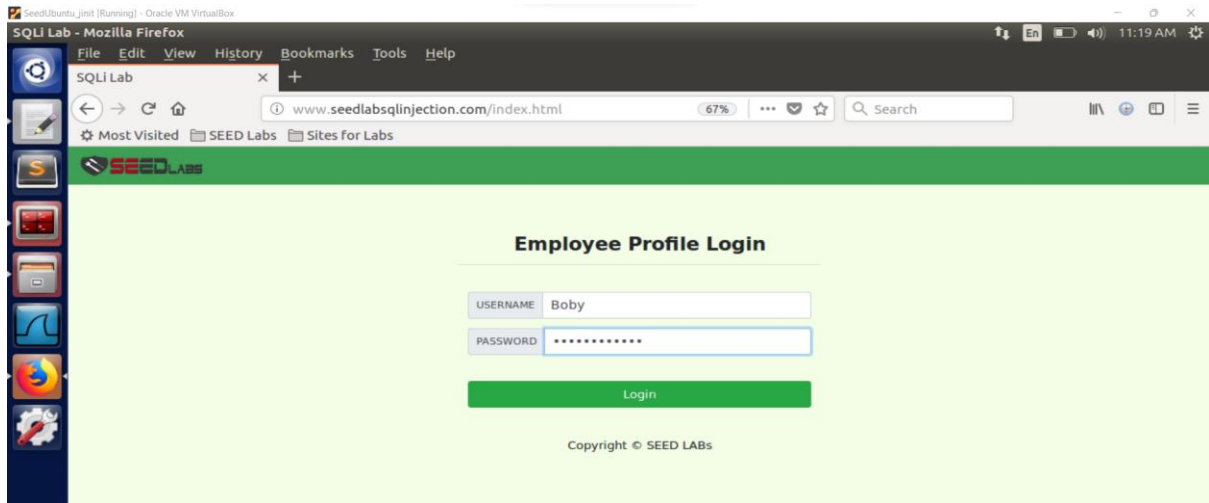 SeedUbuntu_jinit [Running] - Oracle VM VirtualBox
SQLi Lab - Mozilla Firefox En 11:19 AM
File Edit View History Bookmarks Tools Help
SQLi Lab
www.seedlabsqlinjection.com/index.html 67% Search
Most Visited SEED Labs Sites for Labs
SEEDLABS
Employee Profile Login
USERNAME Boby
PASSWORD ••••••••••••
Login
Copyright © SEED LABs